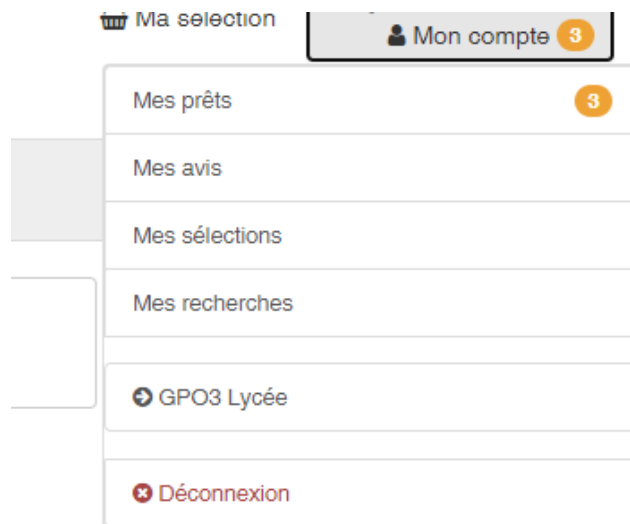 Ma sélection
Mon compte 3
Mes prêts 3
Mes avis
Mes sélections
Mes recherches
GPO3 Lycée
Déconnexion